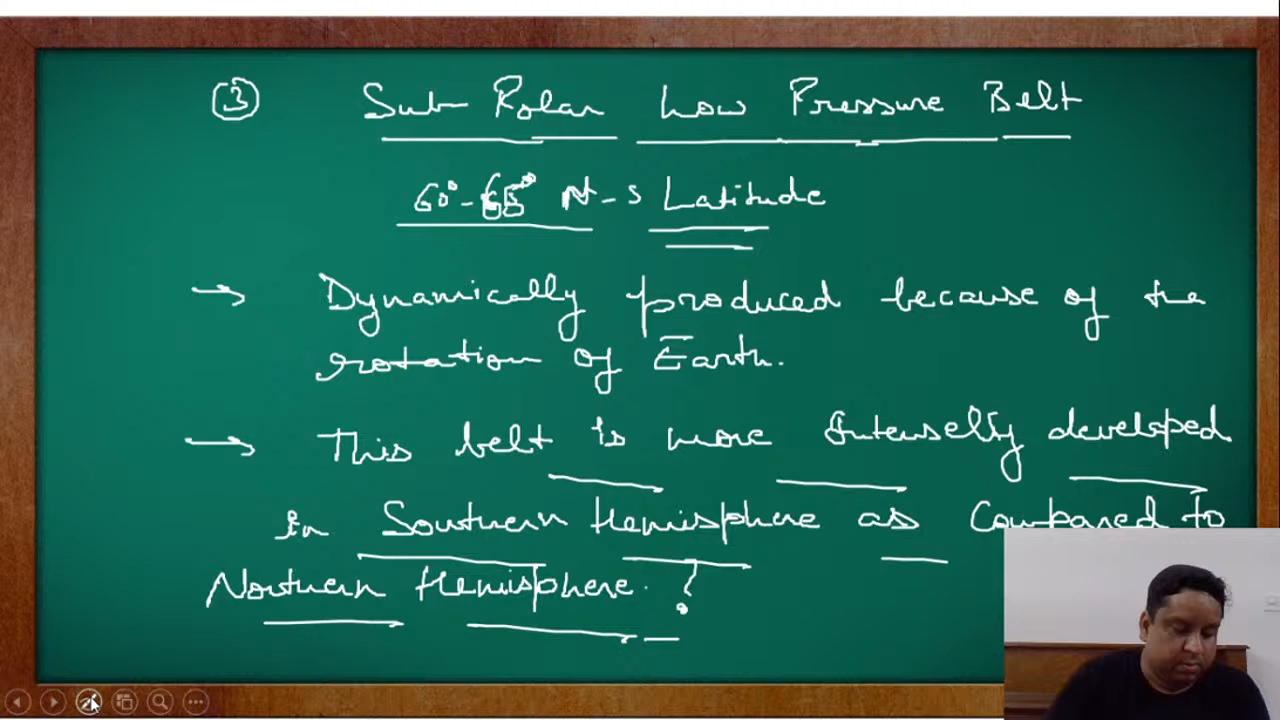 ③ Sub Polar Low Pressure Belt
60°-65° N-S Latitude
→ Dynamically produced because of the
rotation of Earth.
→ This belt is more Intenselty developed
in Southern Hemisphere as Compared to
Northern Hemisphere. ?